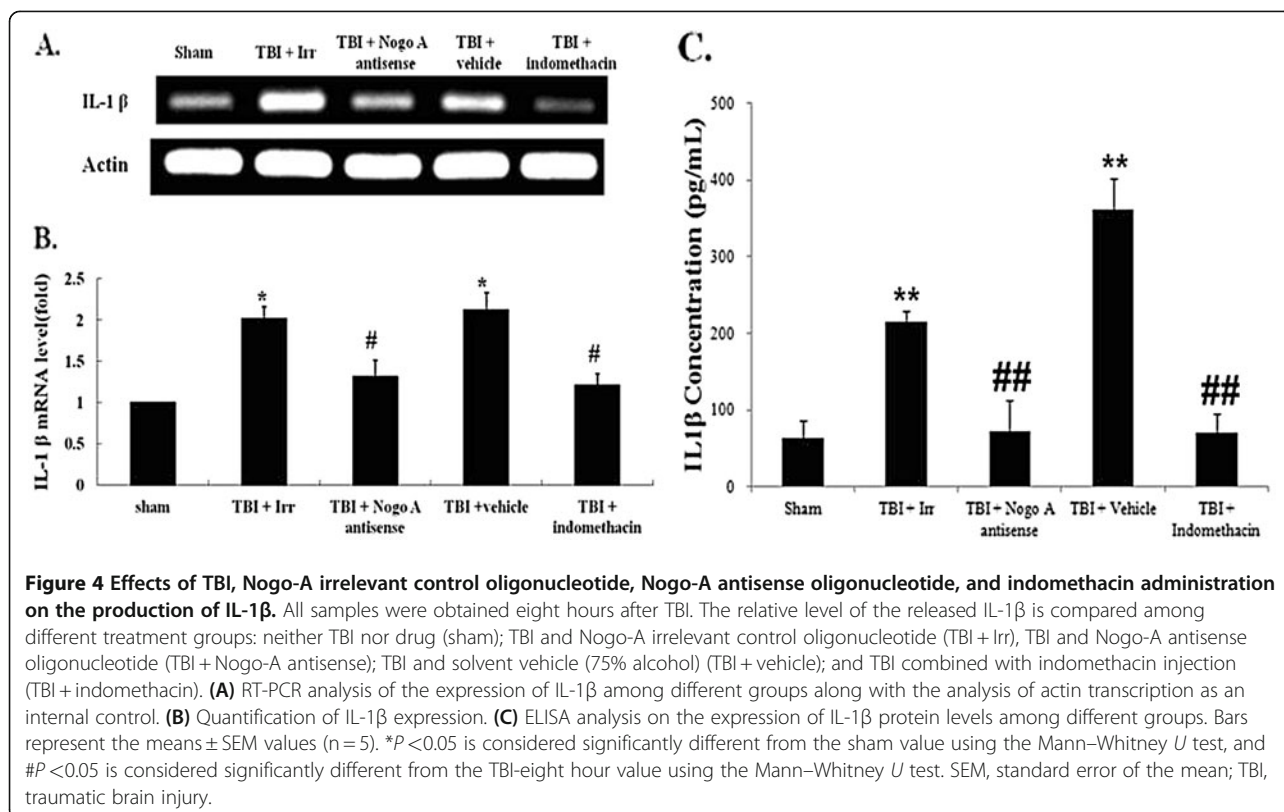 A.
Sham TBI + Irr TBI + Nogo A antisense TBI + vehicle TBI + indomethacin
IL-1 β
Actin
B.
IL-1 β mRNA level(fold)
2.5
2
1.5
1
0.5
0
* # * #
sham TBI + Irr TBI + Nogo A antisense TBI +vehicle TBI + indomethacin
C.
IL1β Concentration (pg/mL)
500
400
300
200
100
0
** ## ** ##
Sham TBI + Irr TBI + Nogo A antisense TBI + Vehicle TBI + Indomethacin
Figure 4 Effects of TBI, Nogo-A irrelevant control oligonucleotide, Nogo-A antisense oligonucleotide, and indomethacin administration
on the production of IL-1β. All samples were obtained eight hours after TBI. The relative level of the released IL-1β is compared among
different treatment groups: neither TBI nor drug (sham); TBI and Nogo-A irrelevant control oligonucleotide (TBI + Irr), TBI and Nogo-A antisense
oligonucleotide (TBI + Nogo-A antisense); TBI and solvent vehicle (75% alcohol) (TBI + vehicle); and TBI combined with indomethacin injection
(TBI + indomethacin). (A) RT-PCR analysis of the expression of IL-1β among different groups along with the analysis of actin transcription as an
internal control. (B) Quantification of IL-1β expression. (C) ELISA analysis on the expression of IL-1β protein levels among different groups. Bars
represent the means ± SEM values (n = 5). *P <0.05 is considered significantly different from the sham value using the Mann–Whitney U test, and
#P <0.05 is considered significantly different from the TBI-eight hour value using the Mann–Whitney U test. SEM, standard error of the mean; TBI,
traumatic brain injury.